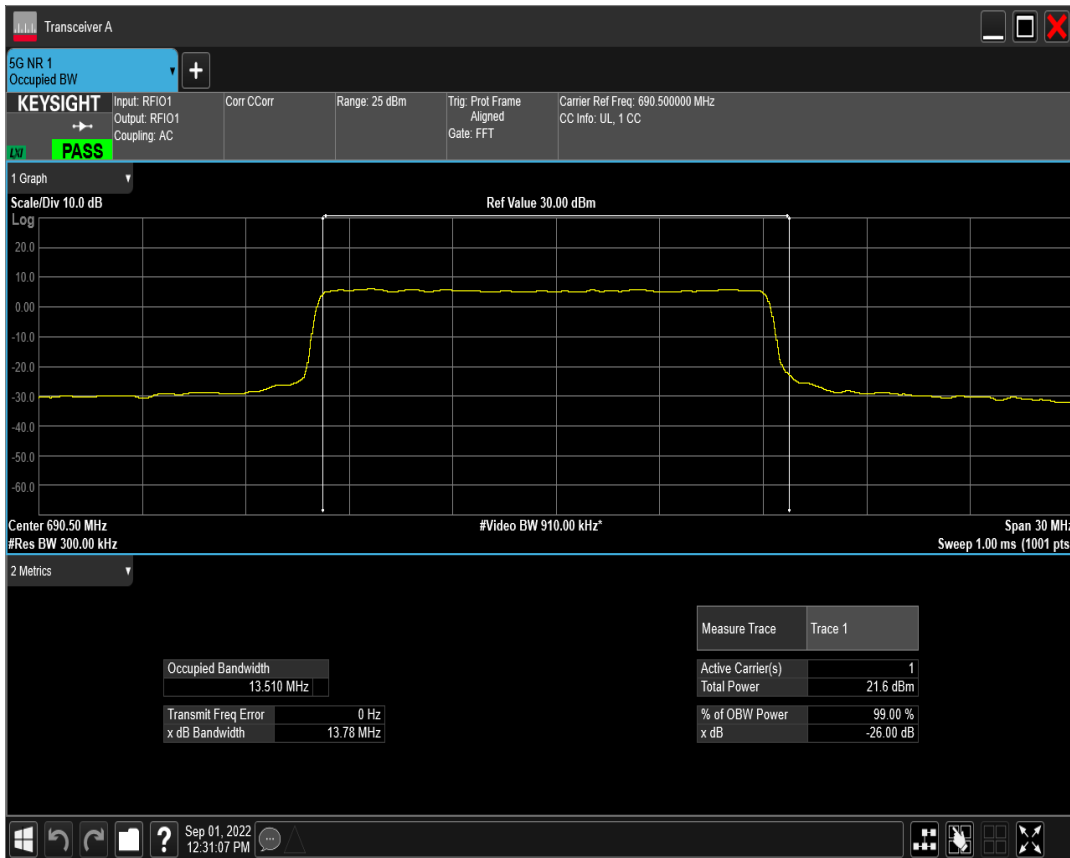 Transceiver A
5G NR 1
Occupied BW
+
KEYSIGHT
LXI
PASS
Input: RFIO1
Output: RFIO1
Coupling: AC
Corr CCorr
Range: 25 dBm
Trig: Prot Frame
Aligned
Gate: FFT
Carrier Ref Freq: 690.500000 MHz
CC Info: UL, 1 CC
1 Graph
Scale/Div 10.0 dB
Ref Value 30.00 dBm
Log
20.0
10.0
0.00
-10.0
-20.0
-30.0
-40.0
-50.0
-60.0
Center 690.50 MHz
#Video BW 910.00 kHz*
Span 30 MHz
#Res BW 300.00 kHz
Sweep 1.00 ms (1001 pts
2 Metrics
Measure Trace Trace 1
Occupied Bandwidth
13.510 MHz
Transmit Freq Error 0 Hz
x dB Bandwidth 13.78 MHz
Active Carrier(s) 1
Total Power 21.6 dBm
% of OBW Power 99.00 %
x dB -26.00 dB
?
Sep 01, 2022
12:31:07 PM